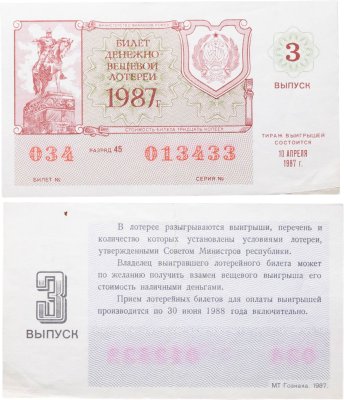 МИНИСТЕРСТВО ФИНАНСОВ РСФСР
БИЛЕТ
ДЕНЕЖНО
ВЕЩЕВОЙ
ЛОТЕРЕИ
1987г.
СТОИМОСТЬ БИЛЕТА ТРИДЦАТЬ КОПЕЕК
3
ВЫПУСК
ТИРАЖ ВЫИГРЫШЕЙ
СОСТОИТСЯ
10 АПРЕЛЯ
1987 г.
034 РАЗРЯД 45 013433
БИЛЕТ № СЕРИЯ №
В лотерее разыгрываются выигрыши, перечень и
количество которых установлены условиями лотереи,
утвержденными Советом Министров республики.
Владелец выигравшего лотерейного билета может
по желанию получить взамен вещевого выигрыша его
стоимость наличными деньгами.
Прием лотерейных билетов для оплаты выигрышей
производится по 30 июня 1988 года включительно.
3
ВЫПУСК
МТ Гознака. 1987.